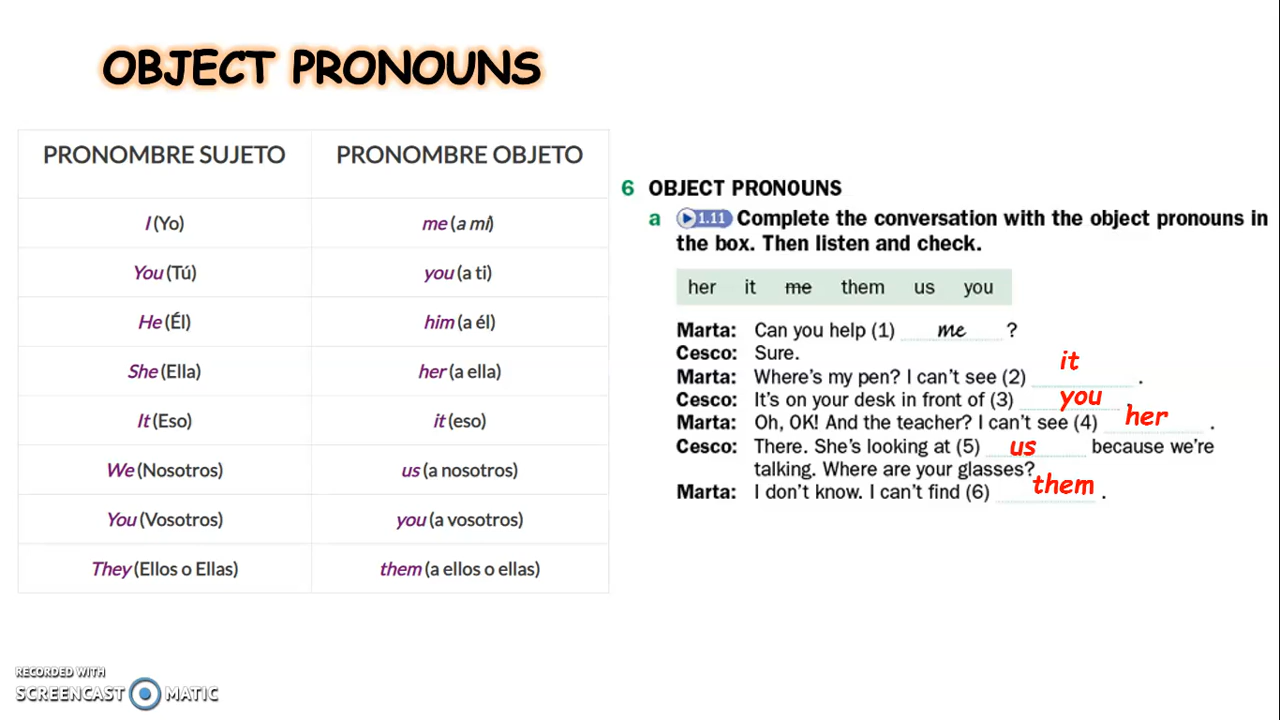 OBJECT PRONOUNS
PRONOMBRE SUJETO PRONOMBRE OBJETO
I (Yo) me (a mi)
You (Tú) you (a ti)
He (Él) him (a él)
She (Ella) her (a ella)
It (Eso) it (eso)
We (Nosotros) us (a nosotros)
You (Vosotros) you (a vosotros)
They (Ellos o Ellas) them (a ellos o ellas)
6 OBJECT PRONOUNS
a 1.11 Complete the conversation with the object pronouns in
the box. Then listen and check.
her it me them us you
Marta: Can you help (1) me ?
Cesco: Sure.
Marta: Where's my pen? I can't see (2) it .
Cesco: It's on your desk in front of (3) you .
Marta: Oh, OK! And the teacher? I can't see (4) her .
Cesco: There. She's looking at (5) us because we're
talking. Where are your glasses?
Marta: I don't know. I can't find (6) them .
RECORDED WITH
SCREENCAST MATIC